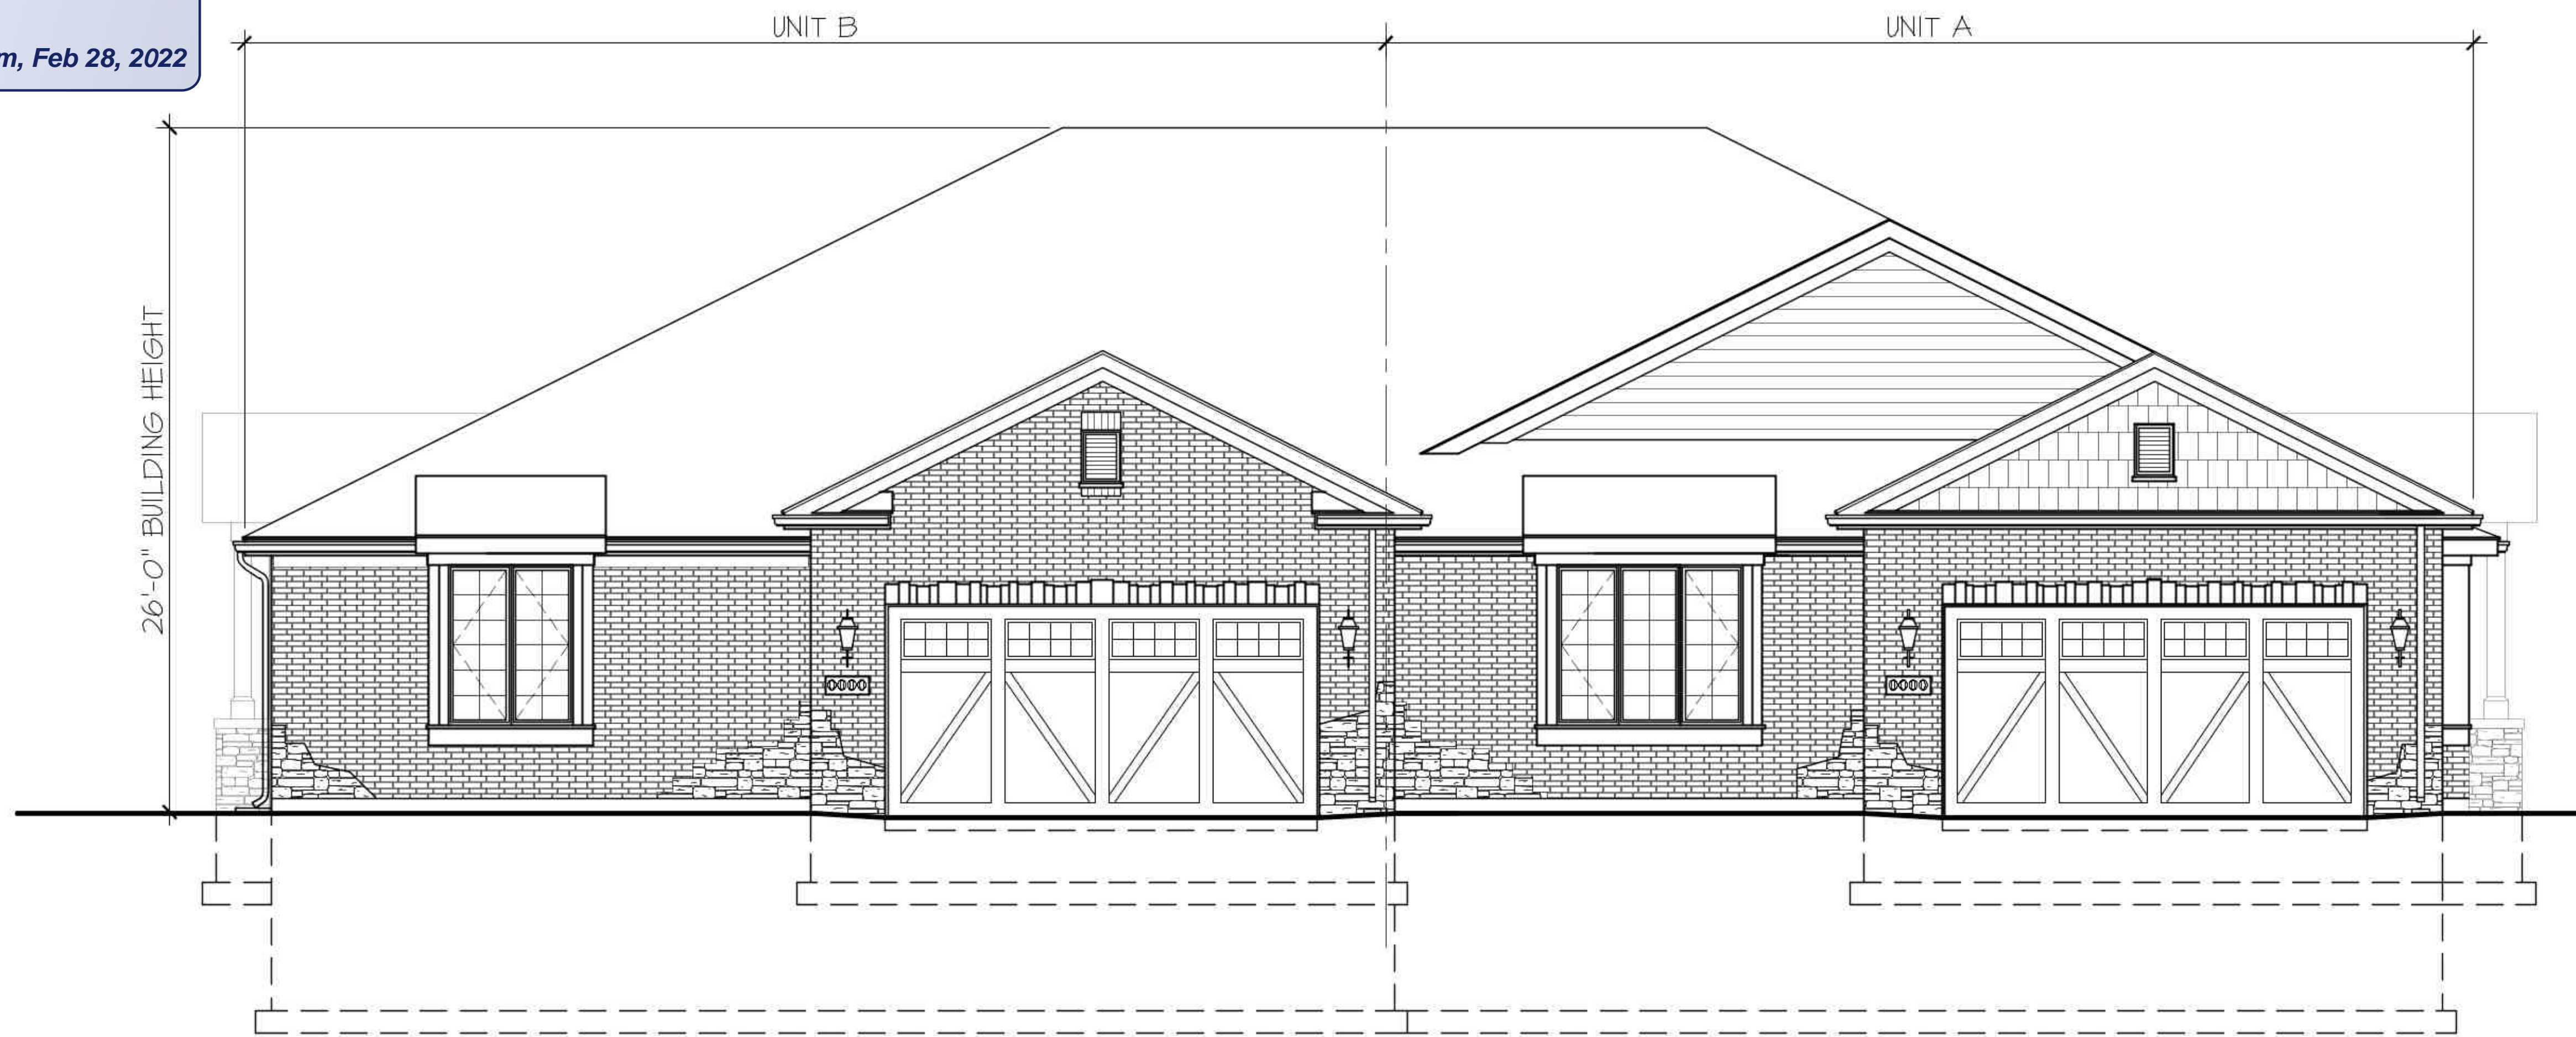 m, Feb 28, 2022
UNIT B
UNIT A
26'-0" BUILDING HEIGHT
0000
0000